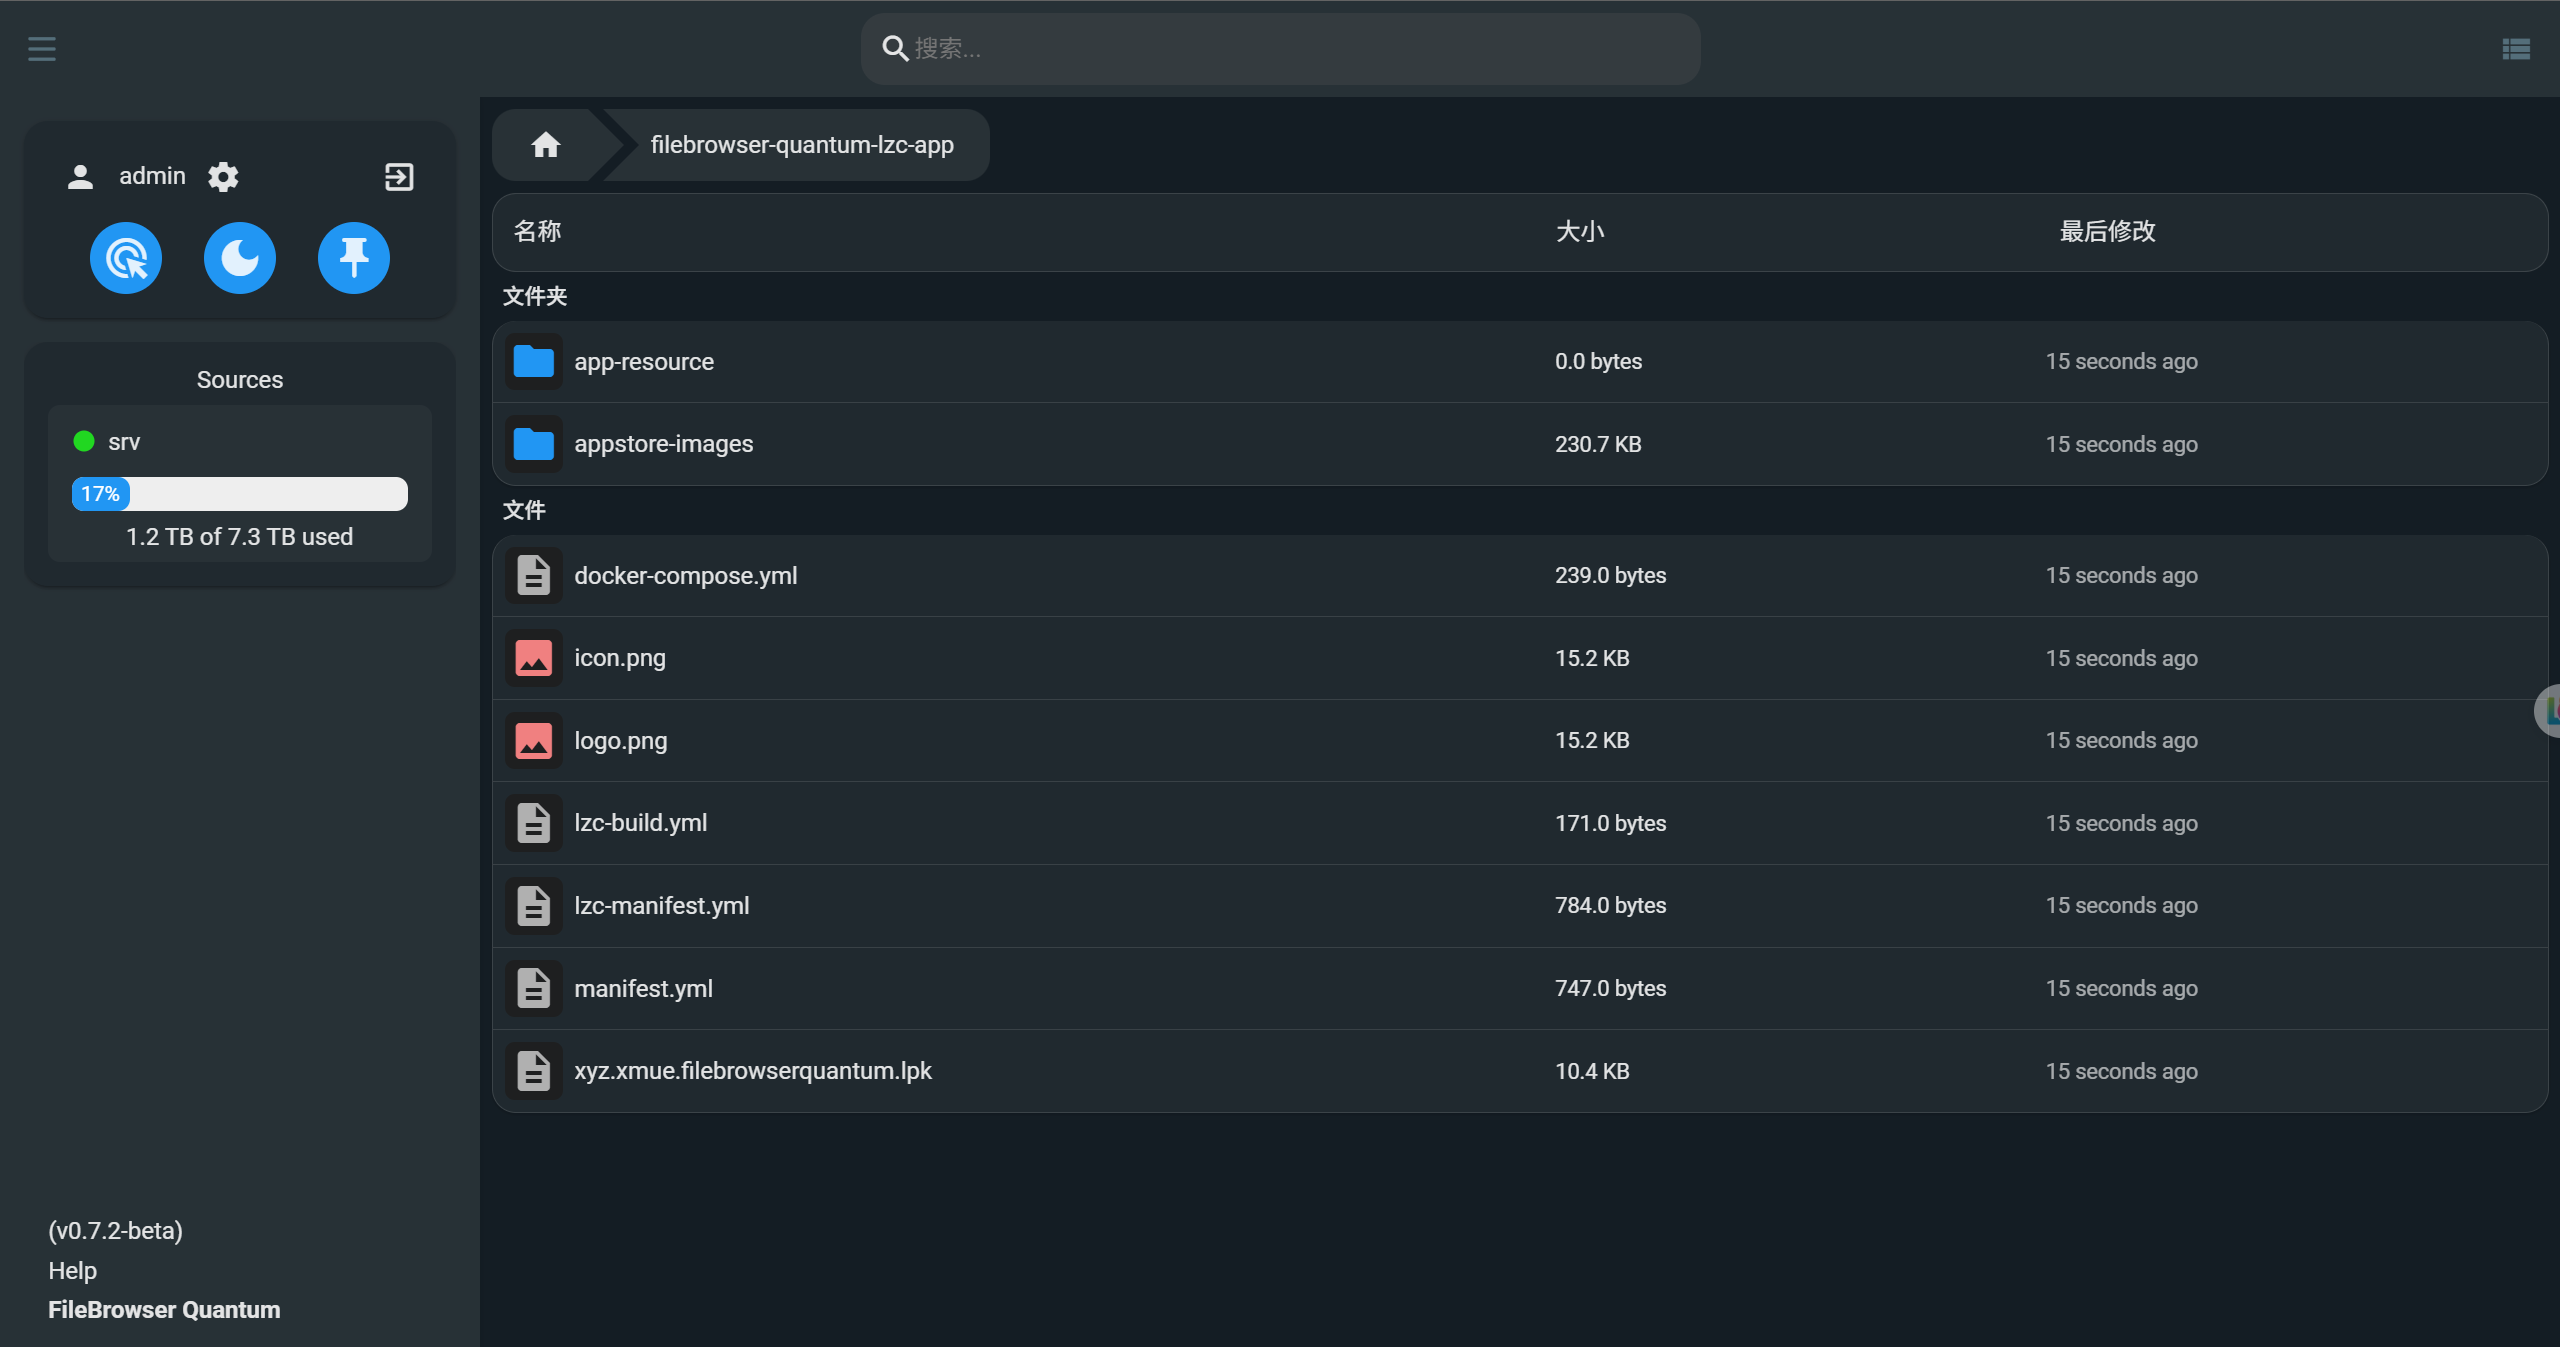 搜索...
admin
Sources
srv
17%
1.2 TB of 7.3 TB used
(v0.7.2-beta)
Help
FileBrowser Quantum
filebrowser-quantum-lzc-app
名称 大小 最后修改
文件夹
app-resource 0.0 bytes 15 seconds ago
appstore-images 230.7 KB 15 seconds ago
文件
docker-compose.yml 239.0 bytes 15 seconds ago
icon.png 15.2 KB 15 seconds ago
logo.png 15.2 KB 15 seconds ago
lzc-build.yml 171.0 bytes 15 seconds ago
lzc-manifest.yml 784.0 bytes 15 seconds ago
manifest.yml 747.0 bytes 15 seconds ago
xyz.xmue.filebrowserquantum.lpk 10.4 KB 15 seconds ago